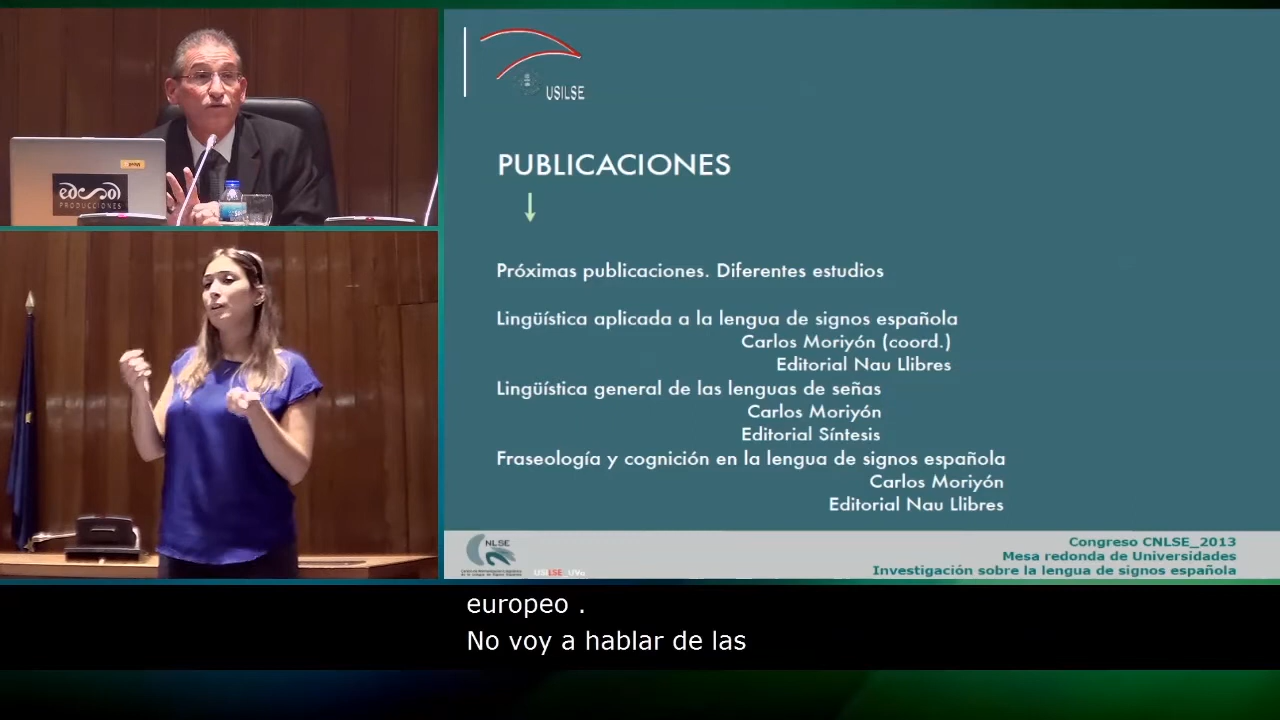 USILSE
PUBLICACIONES
Próximas publicaciones. Diferentes estudios
Lingüística aplicada a la lengua de signos española
Carlos Moriyón (coord.)
Editorial Nau Llibres
Lingüística general de las lenguas de señas
Carlos Moriyón
Editorial Síntesis
Fraseología y cognición en la lengua de signos española
Carlos Moriyón
Editorial Nau Llibres
PRODUCCIONES
CNLSE
USILSE_UVa
Congreso CNLSE_2013
Mesa redonda de Universidades
Investigación sobre la lengua de signos española
europeo .
No voy a hablar de las